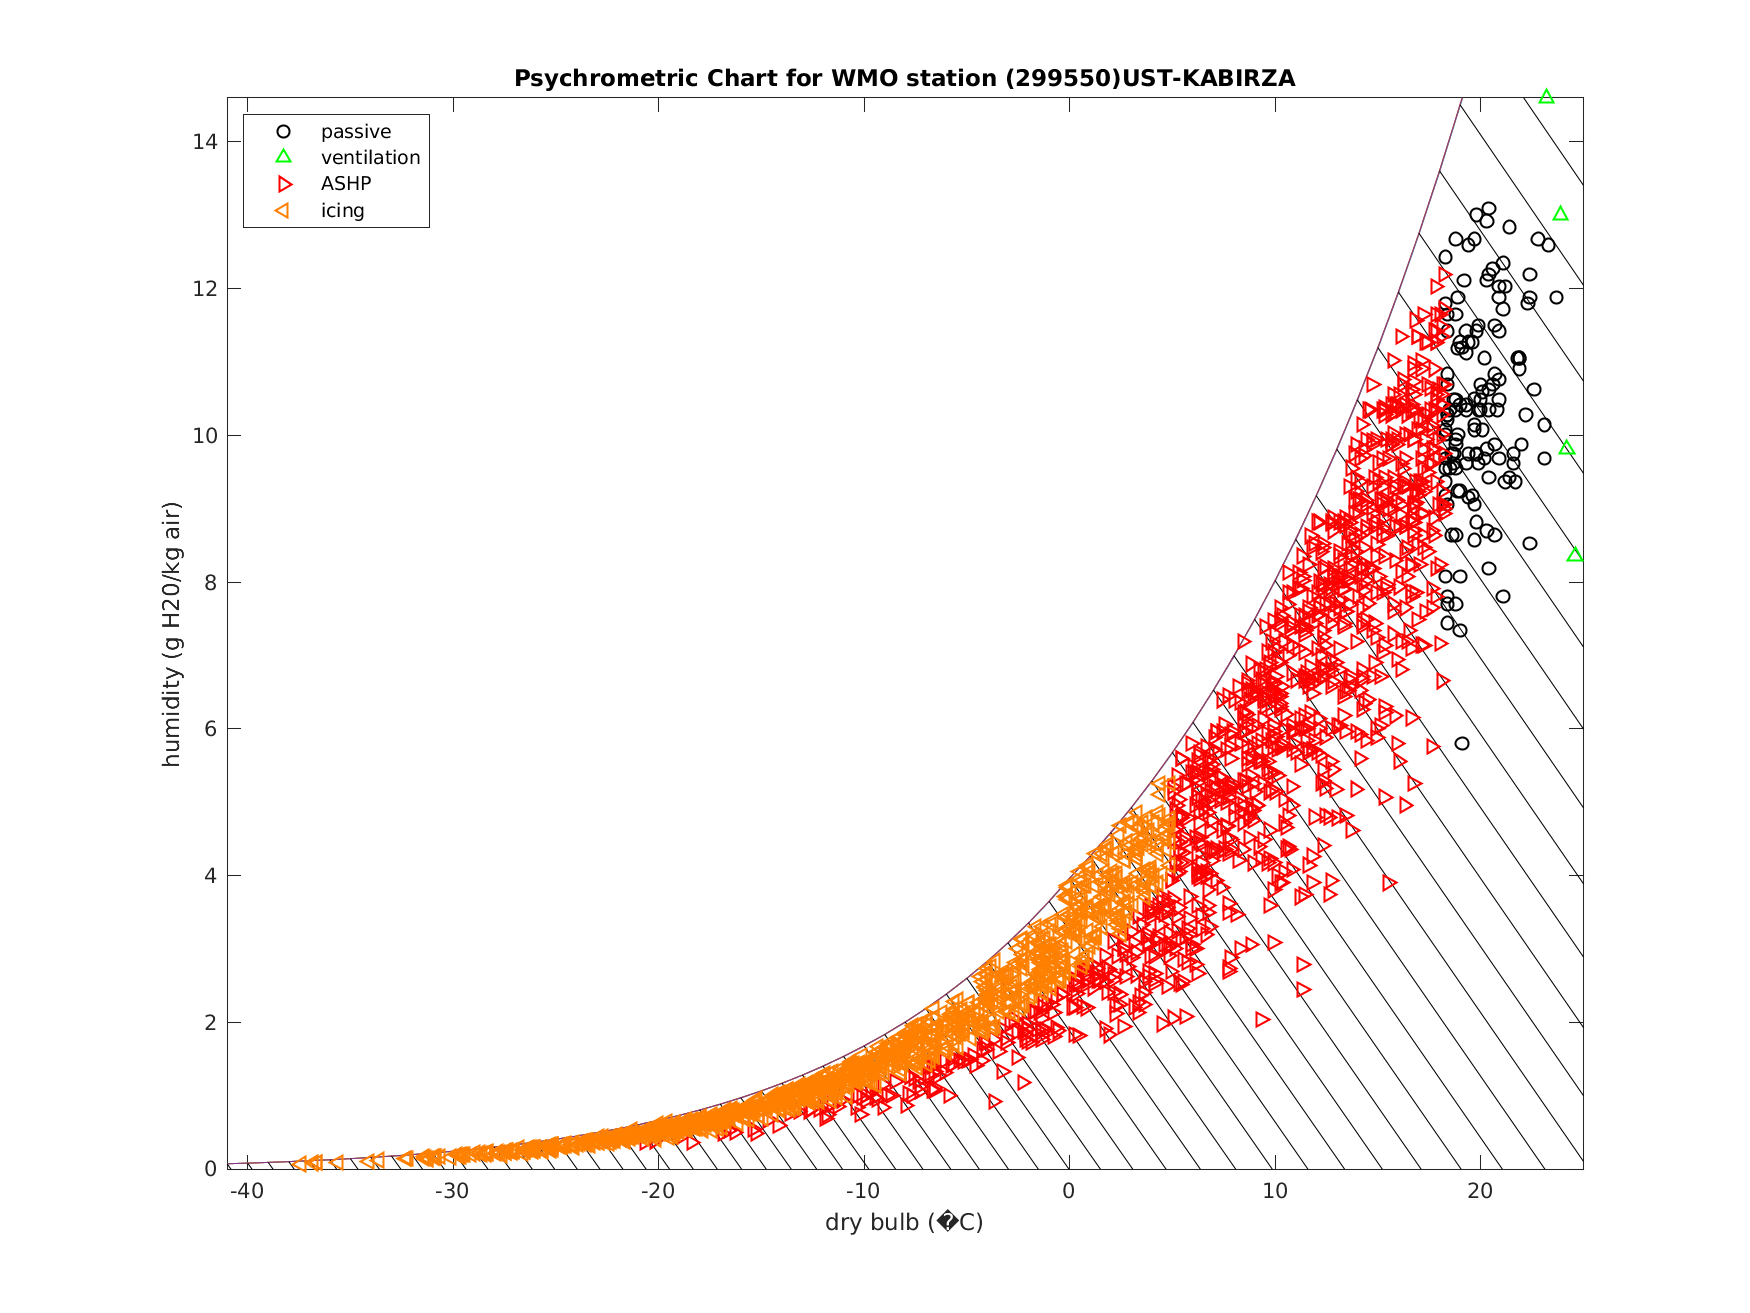 Psychrometric Chart for WMO station (299550)UST-KABIRZA
passive
ventilation
ASHP
icing
14
12
10
8
6
4
2
0
humidity (g H20/kg air)
-40 -30 -20 -10 0 10 20
dry bulb (�C)